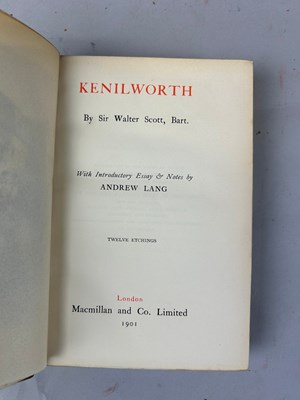 KENILWORTH
By Sir Walter Scott, Bart.
With Introductory Essay & Notes by
ANDREW LANG
TWELVE ETCHINGS
London
Macmillan and Co. Limited
1901